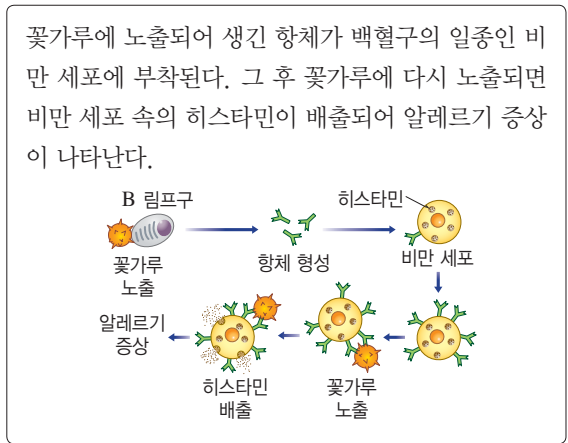 꽃가루에 노출되어 생긴 항체가 백혈구의 일종인 비
만 세포에 부착된다. 그 후 꽃가루에 다시 노출되면
비만 세포 속의 히스타민이 배출되어 알레르기 증상
이 나타난다.
B 림프구
히스타민
꽃가루
노출
항체 형성
비만 세포
알레르기
증상
히스타민
배출
꽃가루
노출